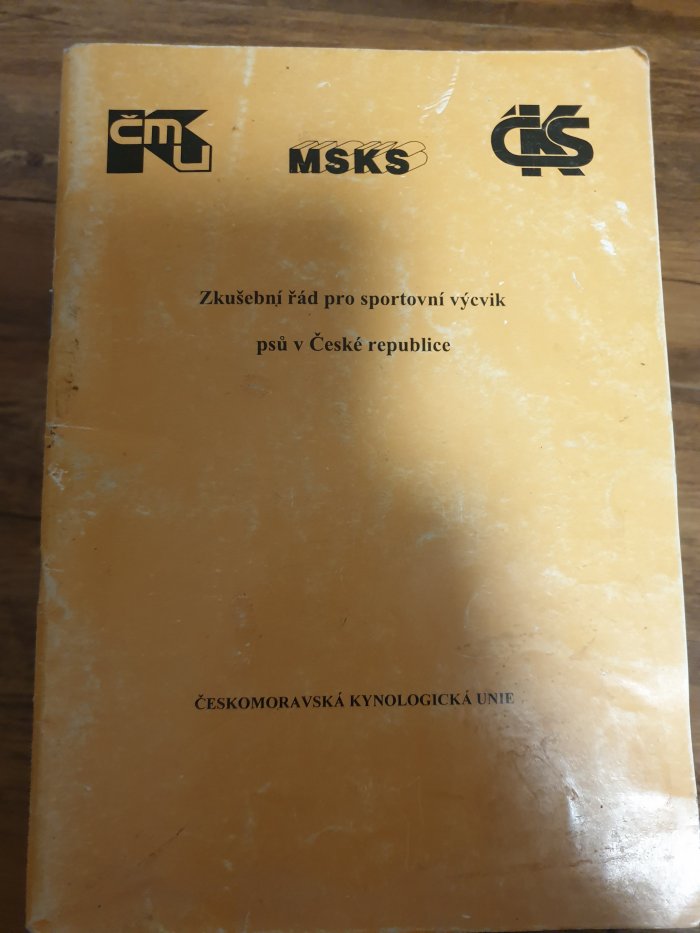 ČMKU
MSKS
ČKS
Zkušební řád pro sportovní výcvik
psů v České republice
ČESKOMORAVSKÁ KYNOLOGICKÁ UNIE